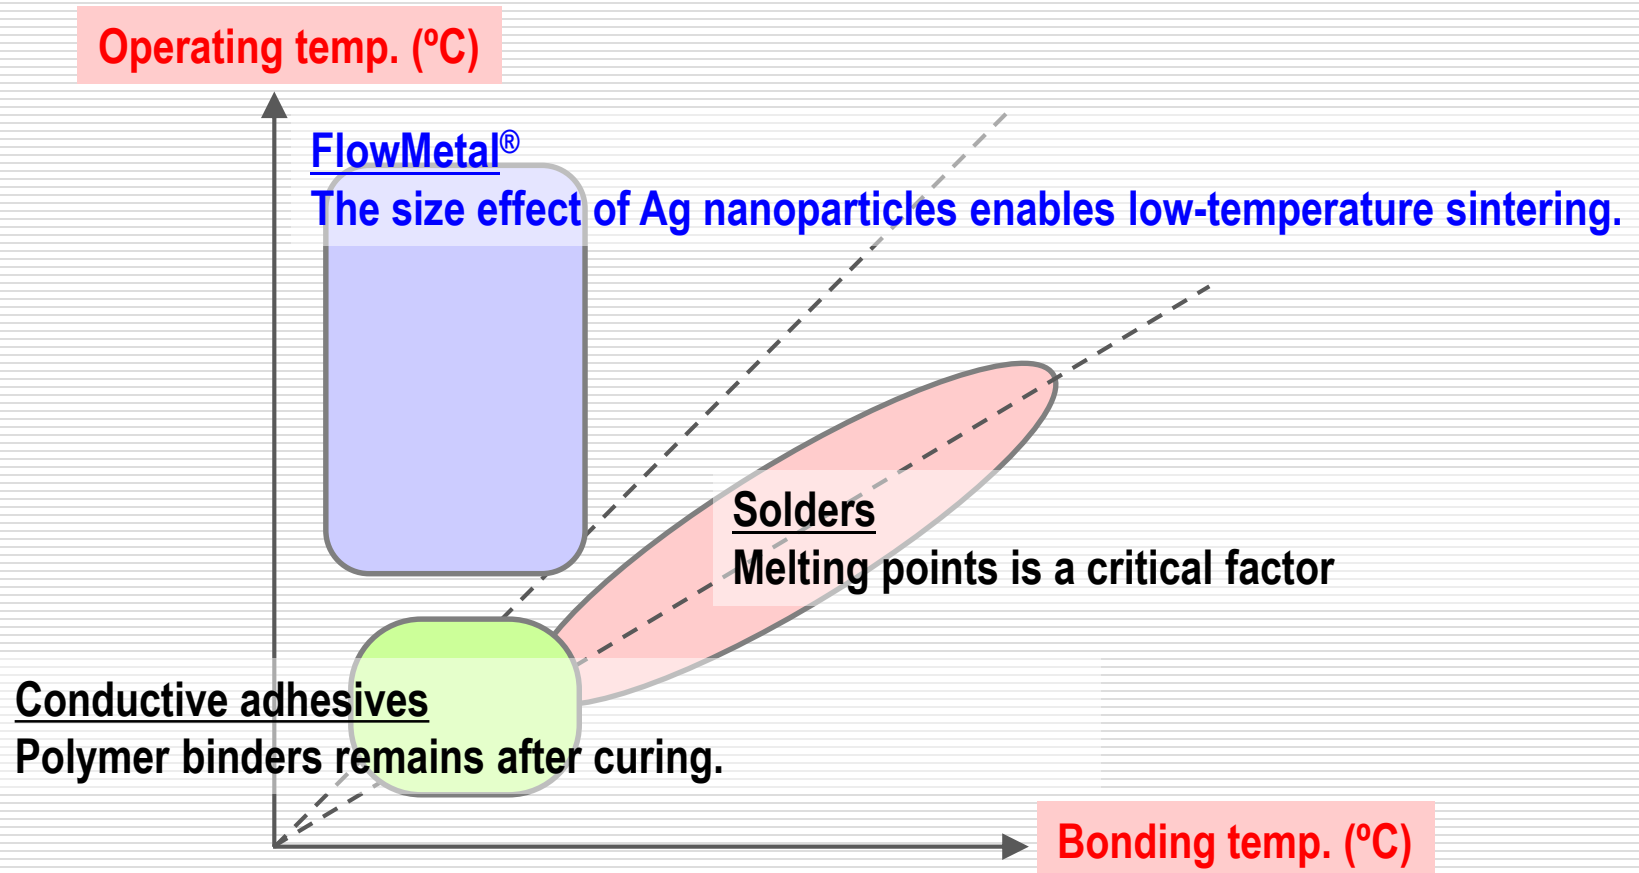 Operating temp. (ºC)
FlowMetal®
The size effect of Ag nanoparticles enables low-temperature sintering.
Solders
Melting points is a critical factor
Conductive adhesives
Polymer binders remains after curing.
Bonding temp. (ºC)